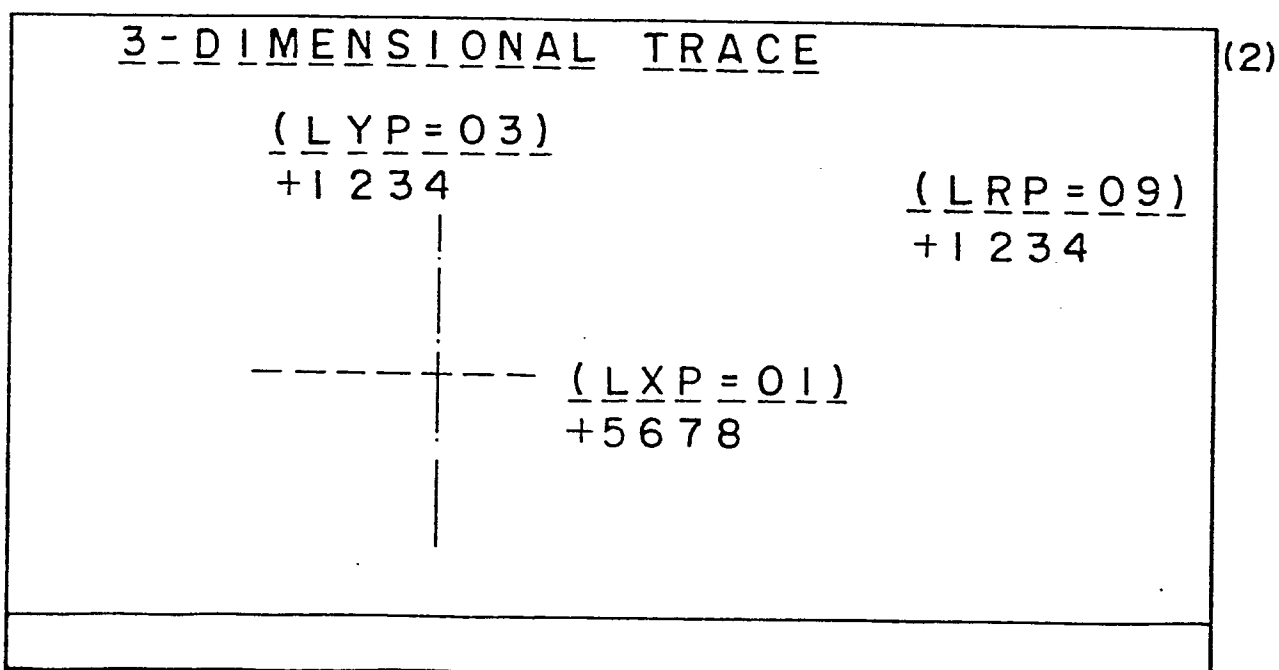 3-DIMENSIONAL TRACE
(2)
(LYP=03)
+1234
(LRP=09)
+1234
(LXP=01)
+5678